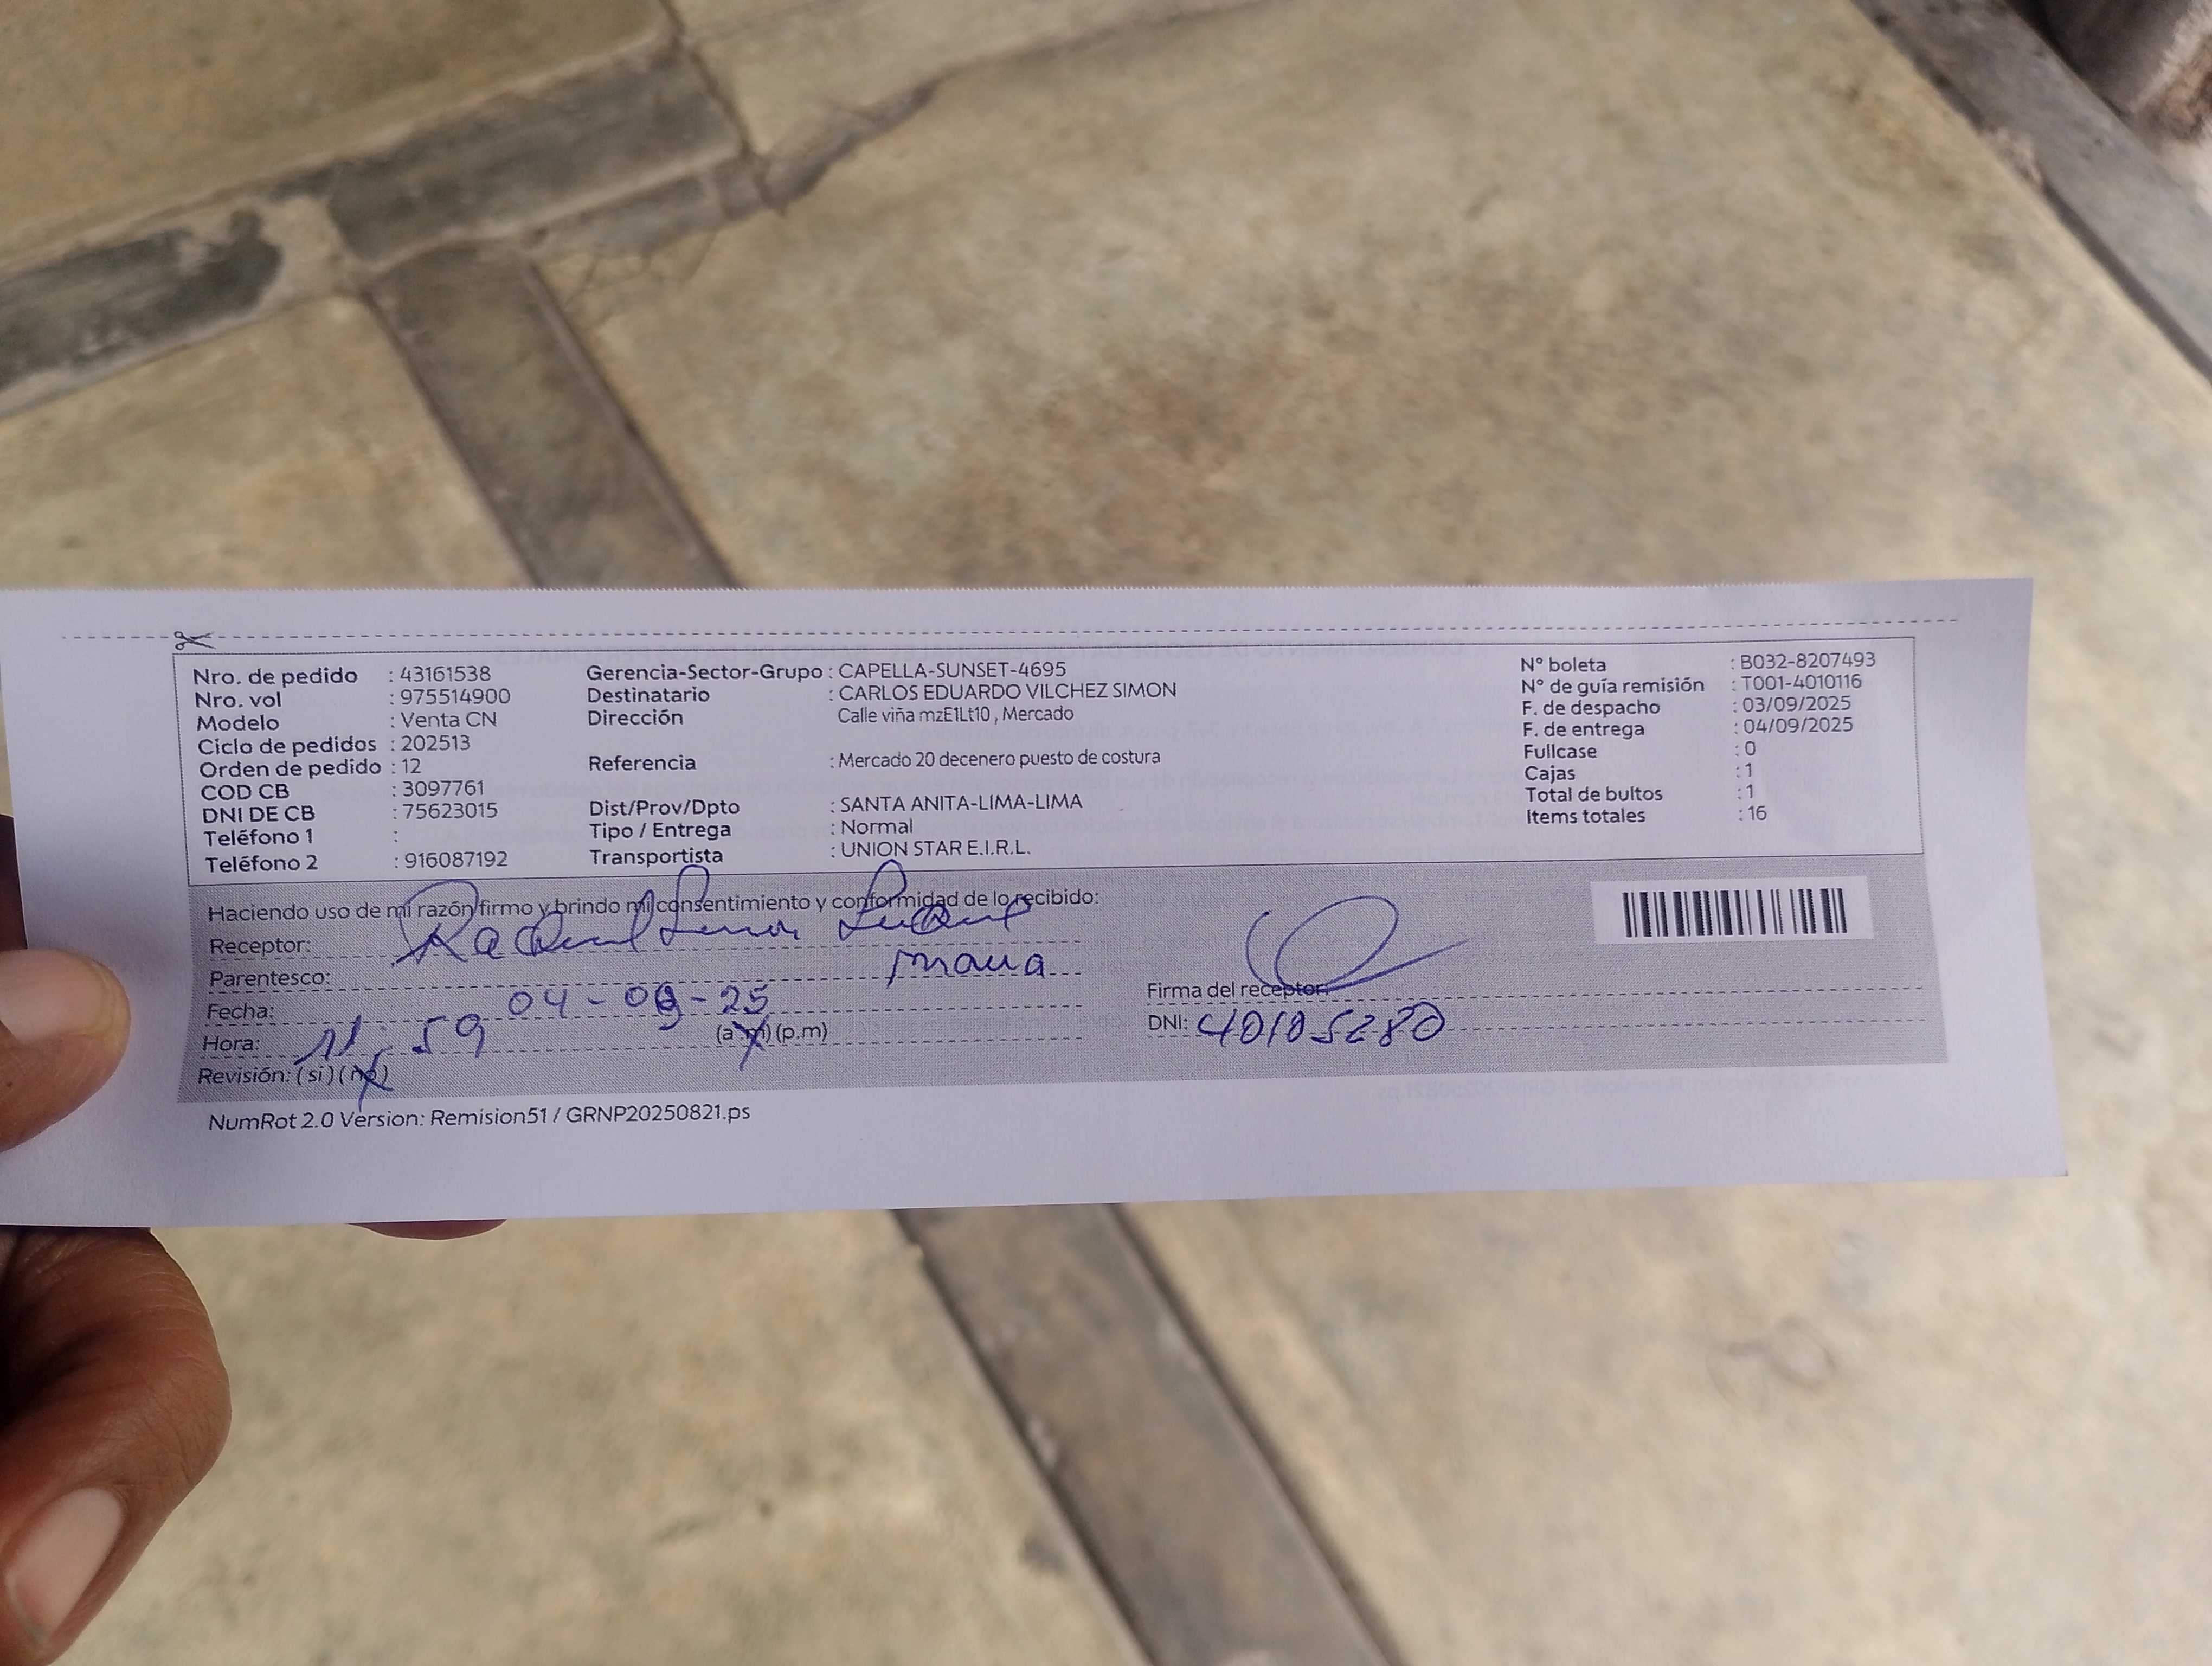 Nro. de pedido : 43161538 Gerencia-Sector-Grupo : CAPELLA-SUNSET-4695 N° boleta : B032-8207493
Nro. vol : 975514900 Destinatario : CARLOS EDUARDO VILCHEZ SIMON N° de guía remisión : T001-4010116
Modelo : Venta CN Dirección Calle viña mzE1Lt10 , Mercado F. de despacho : 03/09/2025
Ciclo de pedidos : 202513 F. de entrega : 04/09/2025
Orden de pedido : 12 Referencia : Mercado 20 decenero puesto de costura Fullcase : 0
COD CB : 3097761 Cajas : 1
DNI DE CB : 75623015 Dist/Prov/Dpto : SANTA ANITA-LIMA-LIMA Total de bultos : 1
Teléfono 1 : Tipo / Entrega : Normal Items totales : 16
Teléfono 2 : 916087192 Transportista : UNION STAR E.I.R.L.
Haciendo uso de mi razón firmo y brindo mi consentimiento y conformidad de lo recibido:
Receptor:
Parentesco:
Fecha: 04-09-25 Firma del receptor:
Hora: 11:59 (a.m) (p.m) DNI: 40105280
Revisión: (si) (no)
NumRot 2.0 Version: Remision51 / GRNP20250821.ps